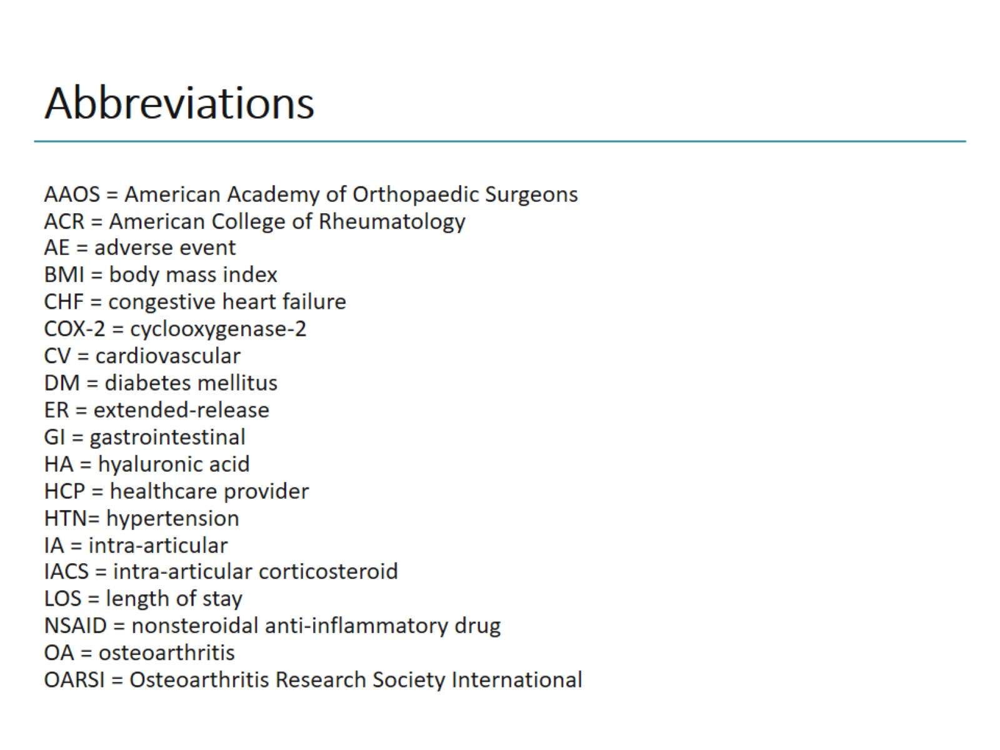 Abbreviations
AAOS = American Academy of Orthopaedic Surgeons
ACR = American College of Rheumatology
AE = adverse event
BMI = body mass index
CHF = congestive heart failure
COX-2 = cyclooxygenase-2
CV = cardiovascular
DM = diabetes mellitus
ER = extended-release
GI = gastrointestinal
HA = hyaluronic acid
HCP = healthcare provider
HTN= hypertension
IA = intra-articular
IACS = intra-articular corticosteroid
LOS = length of stay
NSAID = nonsteroidal anti-inflammatory drug
OA = osteoarthritis
OARSI = Osteoarthritis Research Society International